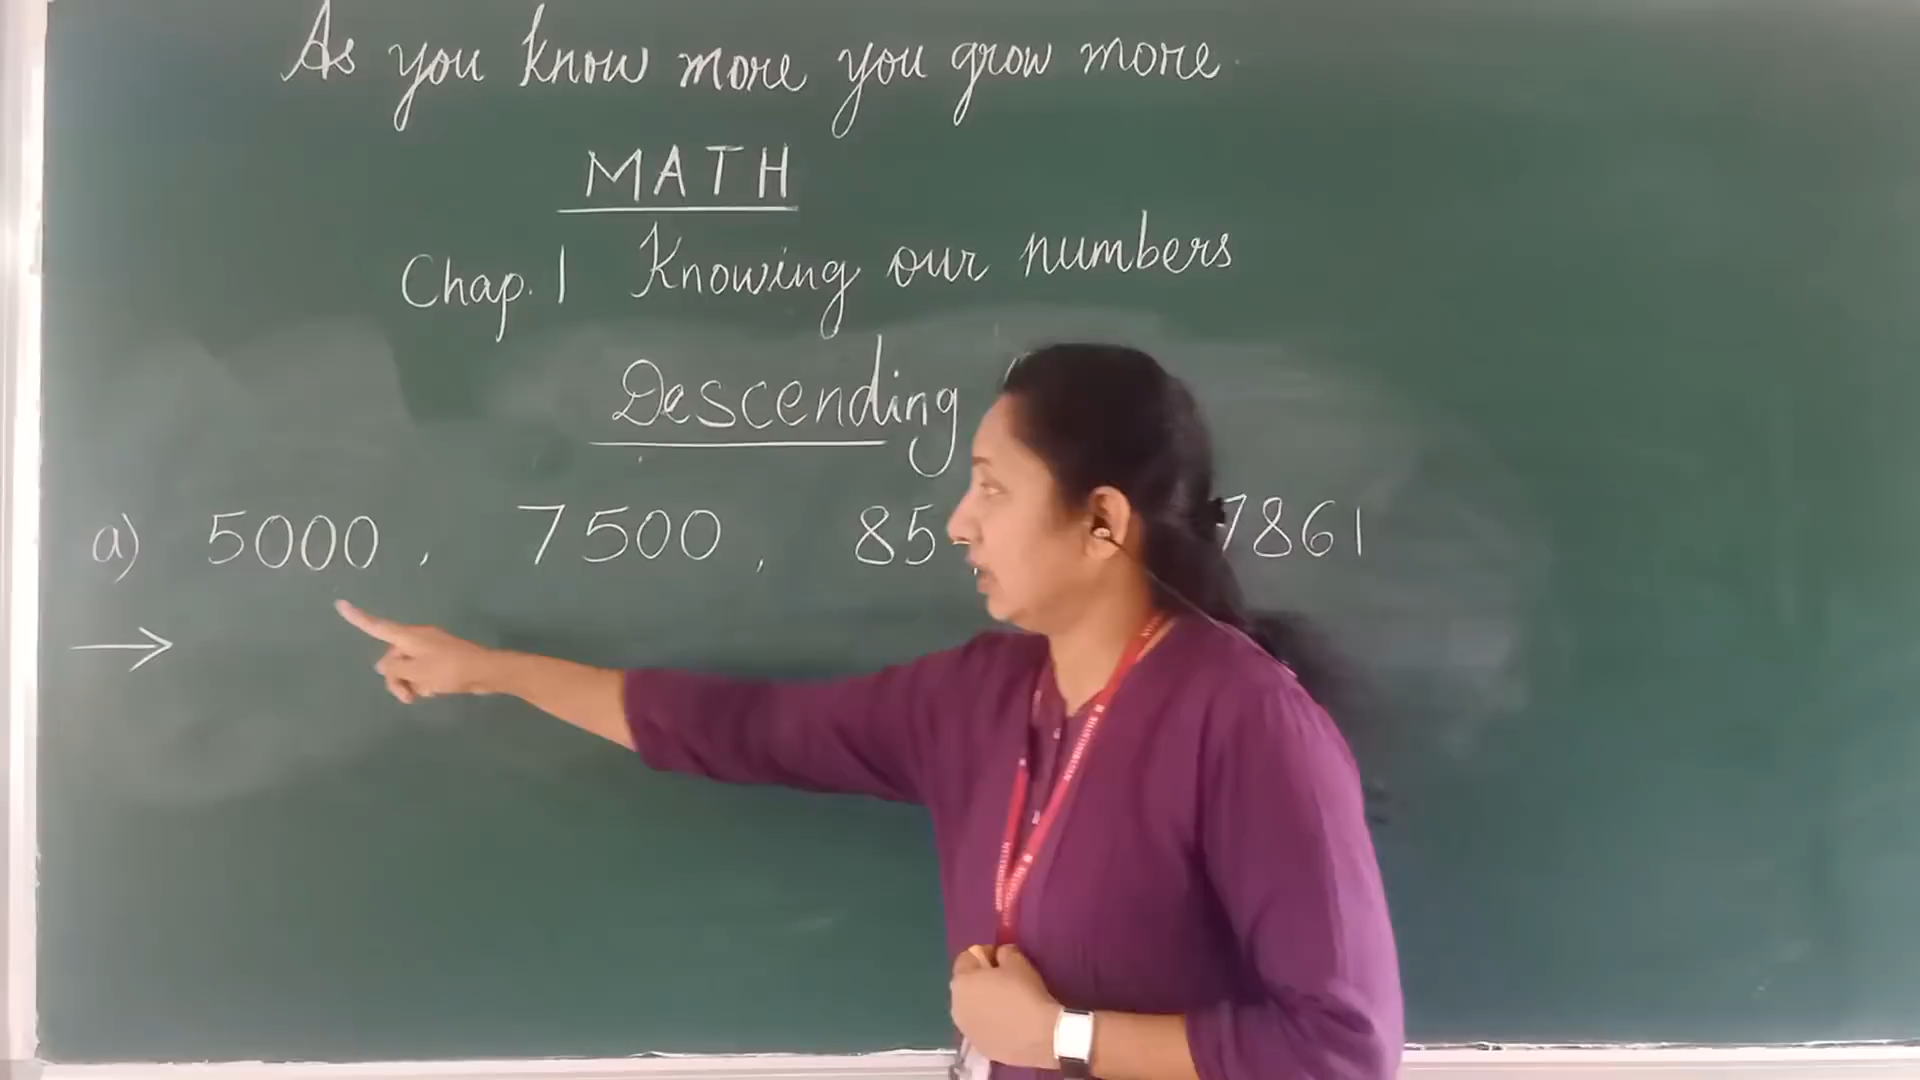 As you know more you grow more
MATH
Chap. 1 Knowing our numbers
Descending
a) 5000, 7500, 85 7861
→